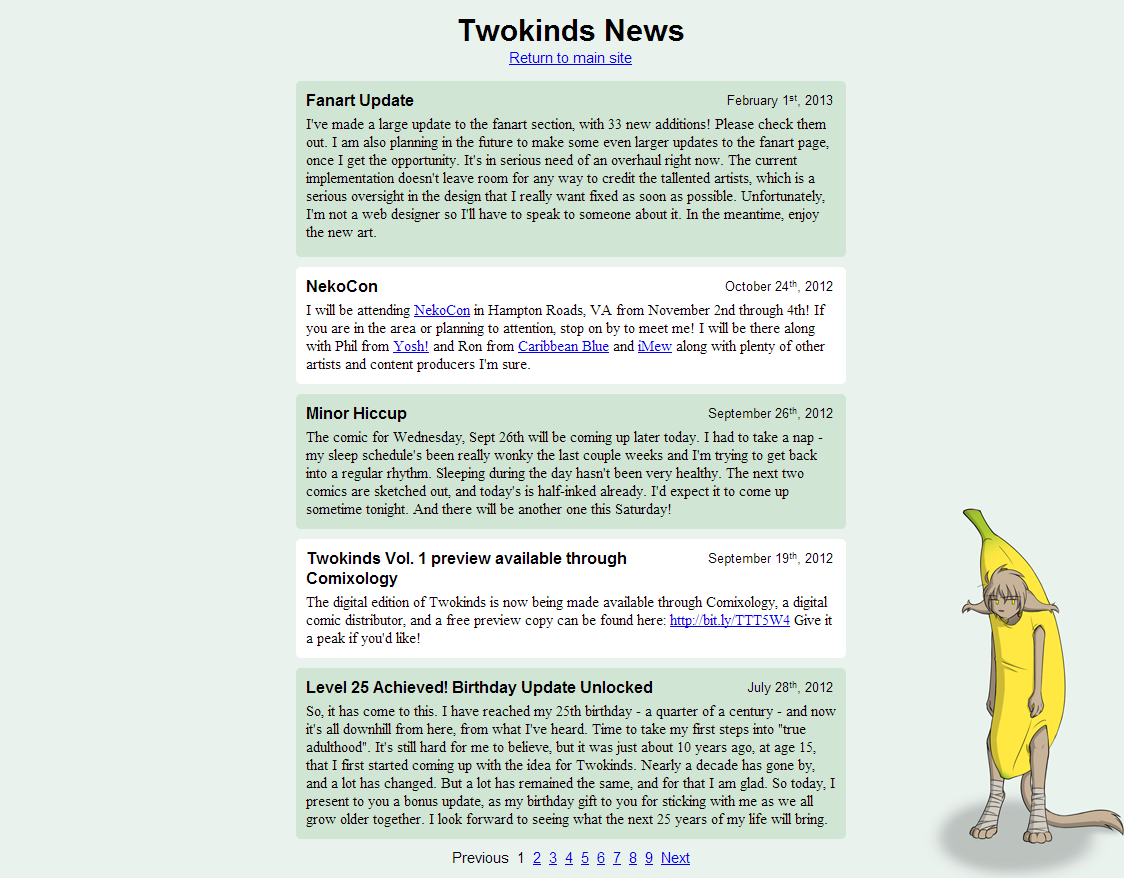 Twokinds News
Return to main site
Fanart Update
February 1st, 2013
I've made a large update to the fanart section, with 33 new additions! Please check them
out. I am also planning in the future to make some even larger updates to the fanart page,
once I get the opportunity. It's in serious need of an overhaul right now. The current
implementation doesn't leave room for any way to credit the tallented artists, which is a
serious oversight in the design that I really want fixed as soon as possible. Unfortunately,
I'm not a web designer so I'll have to speak to someone about it. In the meantime, enjoy
the new art.
NekoCon
October 24th, 2012
I will be attending NekoCon in Hampton Roads, VA from November 2nd through 4th! If
you are in the area or planning to attention, stop on by to meet me! I will be there along
with Phil from Yosh! and Ron from Caribbean Blue and iMew along with plenty of other
artists and content producers I'm sure.
Minor Hiccup
September 26th, 2012
The comic for Wednesday, Sept 26th will be coming up later today. I had to take a nap -
my sleep schedule's been really wonky the last couple weeks and I'm trying to get back
into a regular rhythm. Sleeping during the day hasn't been very healthy. The next two
comics are sketched out, and today's is half-inked already. I'd expect it to come up
sometime tonight. And there will be another one this Saturday!
Twokinds Vol. 1 preview available through
Comixology
September 19th, 2012
The digital edition of Twokinds is now being made available through Comixology, a digital
comic distributor, and a free preview copy can be found here: http://bit.ly/TTT5W4 Give it
a peak if you'd like!
Level 25 Achieved! Birthday Update Unlocked
July 28th, 2012
So, it has come to this. I have reached my 25th birthday - a quarter of a century - and now
it's all downhill from here, from what I've heard. Time to take my first steps into "true
adulthood". It's still hard for me to believe, but it was just about 10 years ago, at age 15,
that I first started coming up with the idea for Twokinds. Nearly a decade has gone by,
and a lot has changed. But a lot has remained the same, and for that I am glad. So today, I
present to you a bonus update, as my birthday gift to you for sticking with me as we all
grow older together. I look forward to seeing what the next 25 years of my life will bring.
Previous 1 2 3 4 5 6 7 8 9 Next